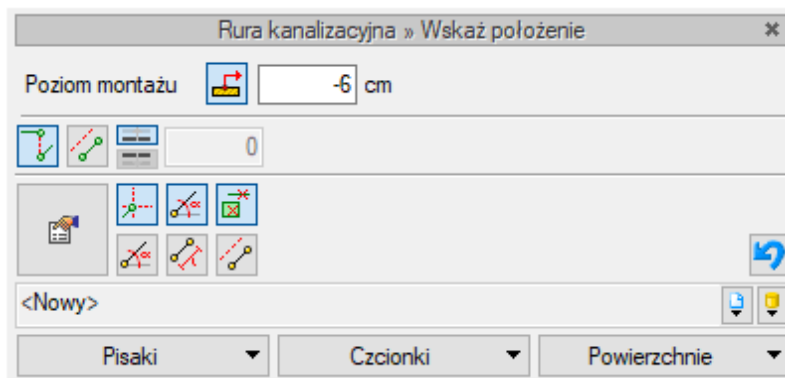 Rura kanalizacyjna » Wskaż położenie
Poziom montażu -6 cm
0
<Nowy>
Pisaki Czcionki Powierzchnie